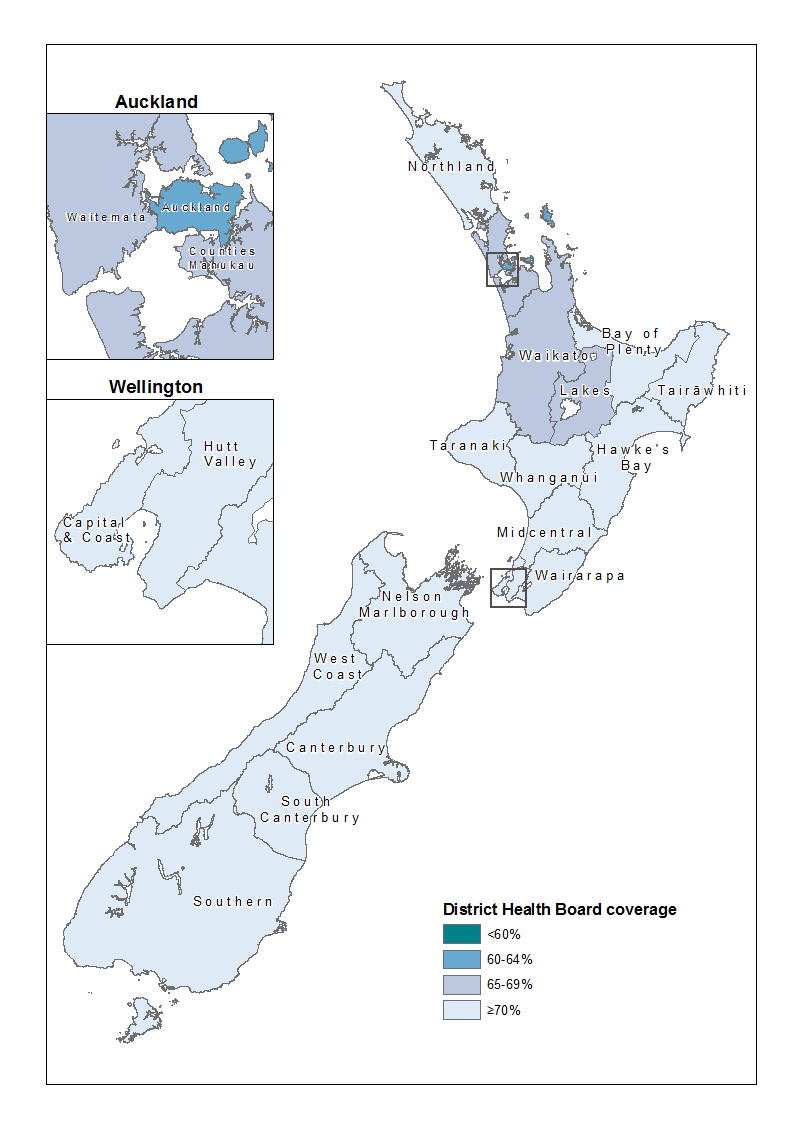 Auckland
Waitemata
Auckland
Counties
Manukau
Wellington
Hutt
Valley
Capital
& Coast
Northland
Bay of
Plenty
Waikato
Lakes
Tairāwhiti
Taranaki
Hawke's
Bay
Whanganui
Midcentral
Wairarapa
Nelson
Marlborough
West
Coast
Canterbury
South
Canterbury
Southern
District Health Board coverage
<60%
60-64%
65-69%
≥70%